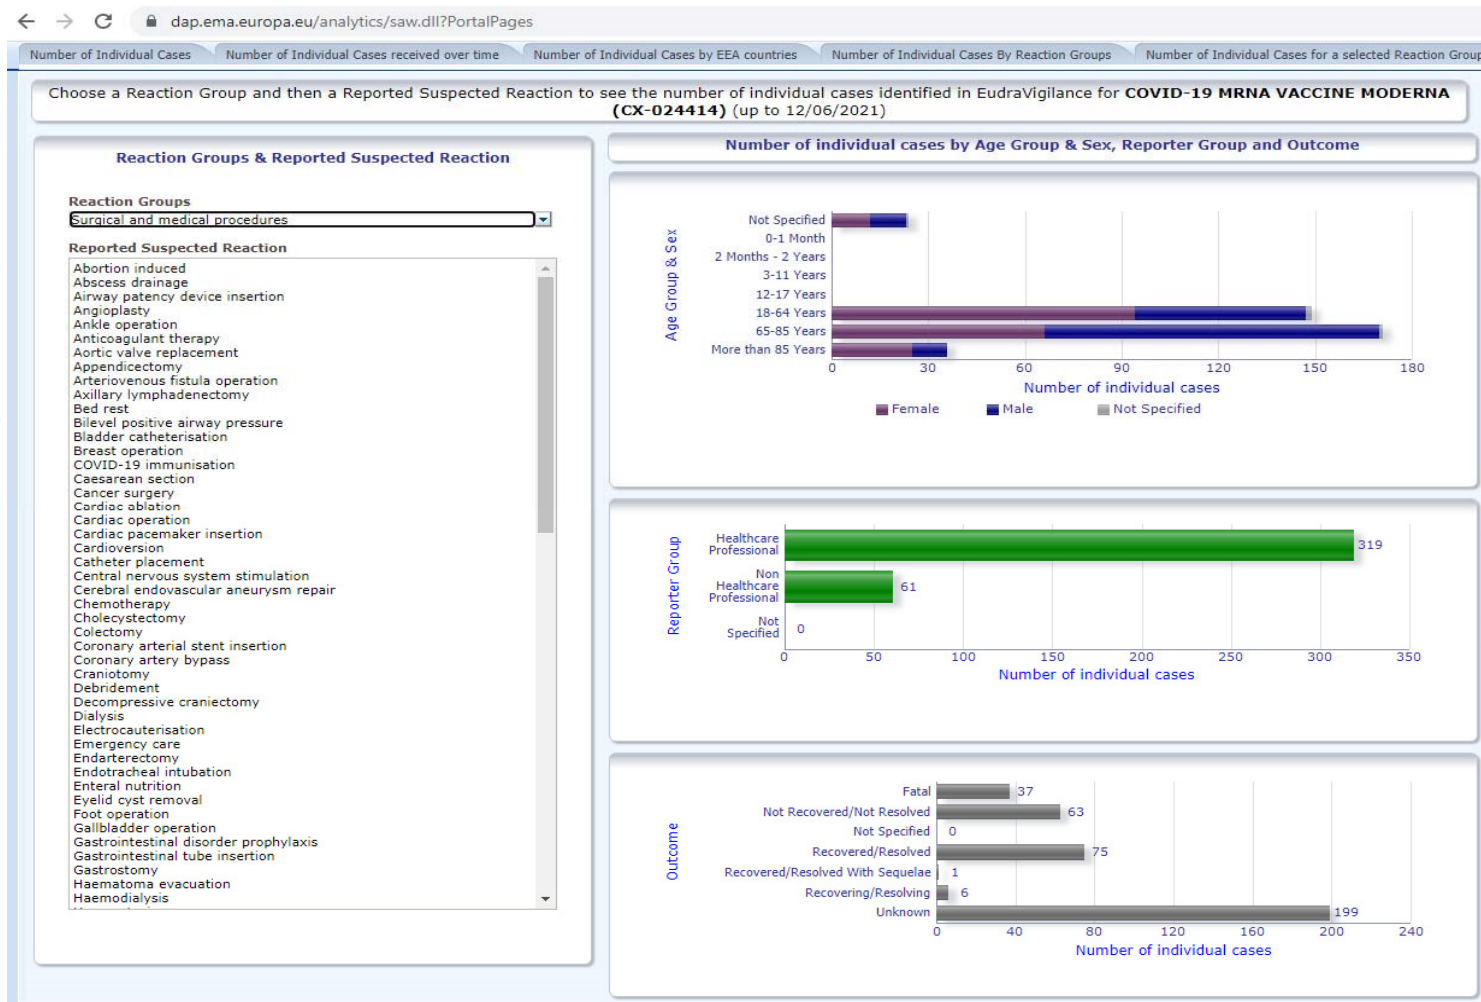 dap.ema.europa.eu/analytics/saw.dll?PortalPages
Number of Individual Cases
Number of Individual Cases received over time
Number of Individual Cases by EEA countries
Number of Individual Cases By Reaction Groups
Number of Individual Cases for a selected Reaction Group
Choose a Reaction Group and then a Reported Suspected Reaction to see the number of individual cases identified in EudraVigilance for COVID-19 MRNA VACCINE MODERNA
(CX-024414) (up to 12/06/2021)
Reaction Groups & Reported Suspected Reaction
Reaction Groups
Surgical and medical procedures
Reported Suspected Reaction
Abortion induced
Abscess drainage
Airway patency device insertion
Angioplasty
Ankle operation
Anticoagulant therapy
Aortic valve replacement
Appendicectomy
Arteriovenous fistula operation
Axillary lymphadenectomy
Bed rest
Bilevel positive airway pressure
Bladder catheterisation
Breast operation
COVID-19 immunisation
Caesarean section
Cancer surgery
Cardiac ablation
Cardiac operation
Cardiac pacemaker insertion
Cardioversion
Catheter placement
Central nervous system stimulation
Cerebral endovascular aneurysm repair
Chemotherapy
Cholecystectomy
Colectomy
Coronary arterial stent insertion
Coronary artery bypass
Craniotomy
Debridement
Decompressive craniectomy
Dialysis
Electrocauterisation
Emergency care
Endarterectomy
Endotracheal intubation
Enteral nutrition
Eyelid cyst removal
Foot operation
Gallbladder operation
Gastrointestinal disorder prophylaxis
Gastrointestinal tube insertion
Gastrostomy
Haematoma evacuation
Haemodialysis
Number of individual cases by Age Group & Sex, Reporter Group and Outcome
Age Group & Sex
Not Specified
0-1 Month
2 Months - 2 Years
3-11 Years
12-17 Years
18-64 Years
65-85 Years
More than 85 Years
0 30 60 90 120 150 180
Number of individual cases
Female Male Not Specified
Reporter Group
Healthcare
Professional
319
Non
Healthcare
Professional
61
Not
Specified
0
0 50 100 150 200 250 300 350
Number of individual cases
Outcome
Fatal 37
Not Recovered/Not Resolved 63
Not Specified 0
Recovered/Resolved 75
Recovered/Resolved With Sequelae 1
Recovering/Resolving 6
Unknown 199
0 40 80 120 160 200 240
Number of individual cases